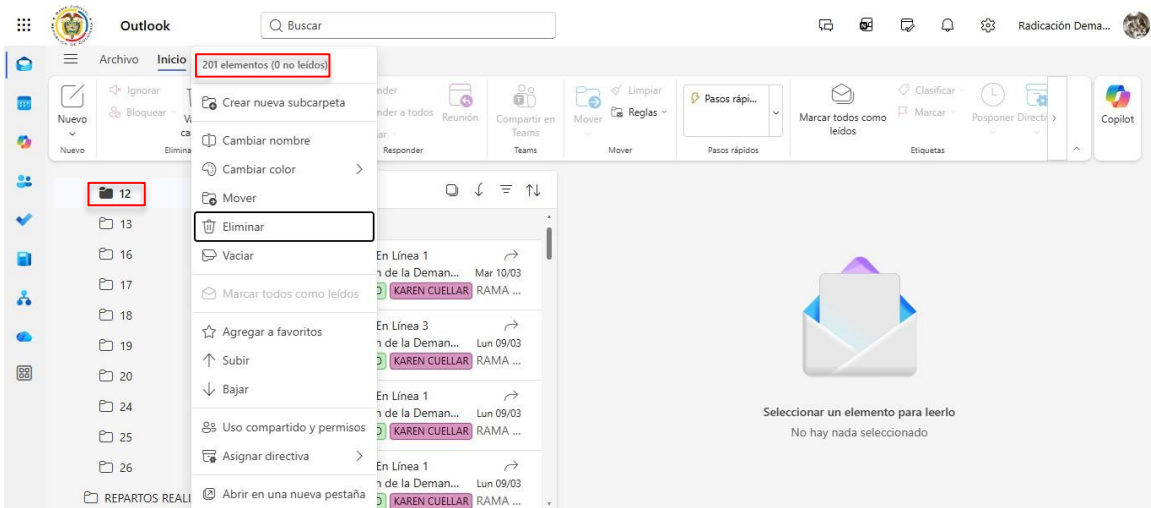 Outlook
Buscar
Radicación Dema...
Archivo Inicio
201 elementos (0 no leídos)
Nuevo
Ignorar
Bloquear
Reunión
Compartir en Teams
Mover
Limpiar
Reglas
Pasos rápi...
Marcar todos como leídos
Clasificar
Marcar
Posponer
Copilot
Nuevo
Responder
Teams
Mover
Pasos rápidos
Etiquetas
Crear nueva subcarpeta
Cambiar nombre
Cambiar color
Mover
Eliminar
Vaciar
Marcar todos como leídos
Agregar a favoritos
Subir
Bajar
Uso compartido y permisos
Asignar directiva
Abrir en una nueva pestaña
12
13
16
17
18
19
20
24
25
26
En Línea 1
de la Deman... Mar 10/03
KAREN CUELLAR RAMA ...
En Línea 3
de la Deman... Lun 09/03
KAREN CUELLAR RAMA ...
En Línea 1
de la Deman... Lun 09/03
KAREN CUELLAR RAMA ...
En Línea 1
de la Deman... Lun 09/03
KAREN CUELLAR RAMA ...
Seleccionar un elemento para leerlo
No hay nada seleccionado
REPARTOS